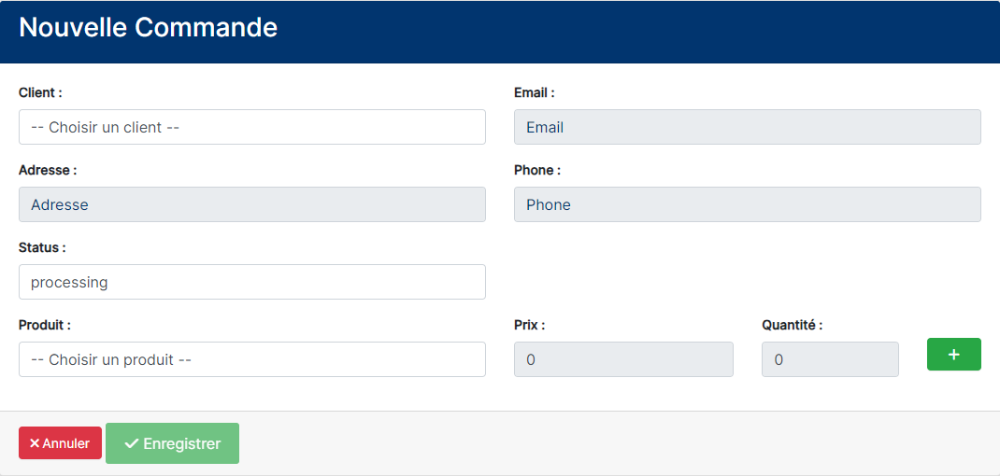 Nouvelle Commande
Client :
Email :
-- Choisir un client --
Email
Adresse :
Phone :
Adresse
Phone
Status :
processing
Produit :
Prix :
Quantité :
-- Choisir un produit --
0
0
+
Annuler
Enregistrer